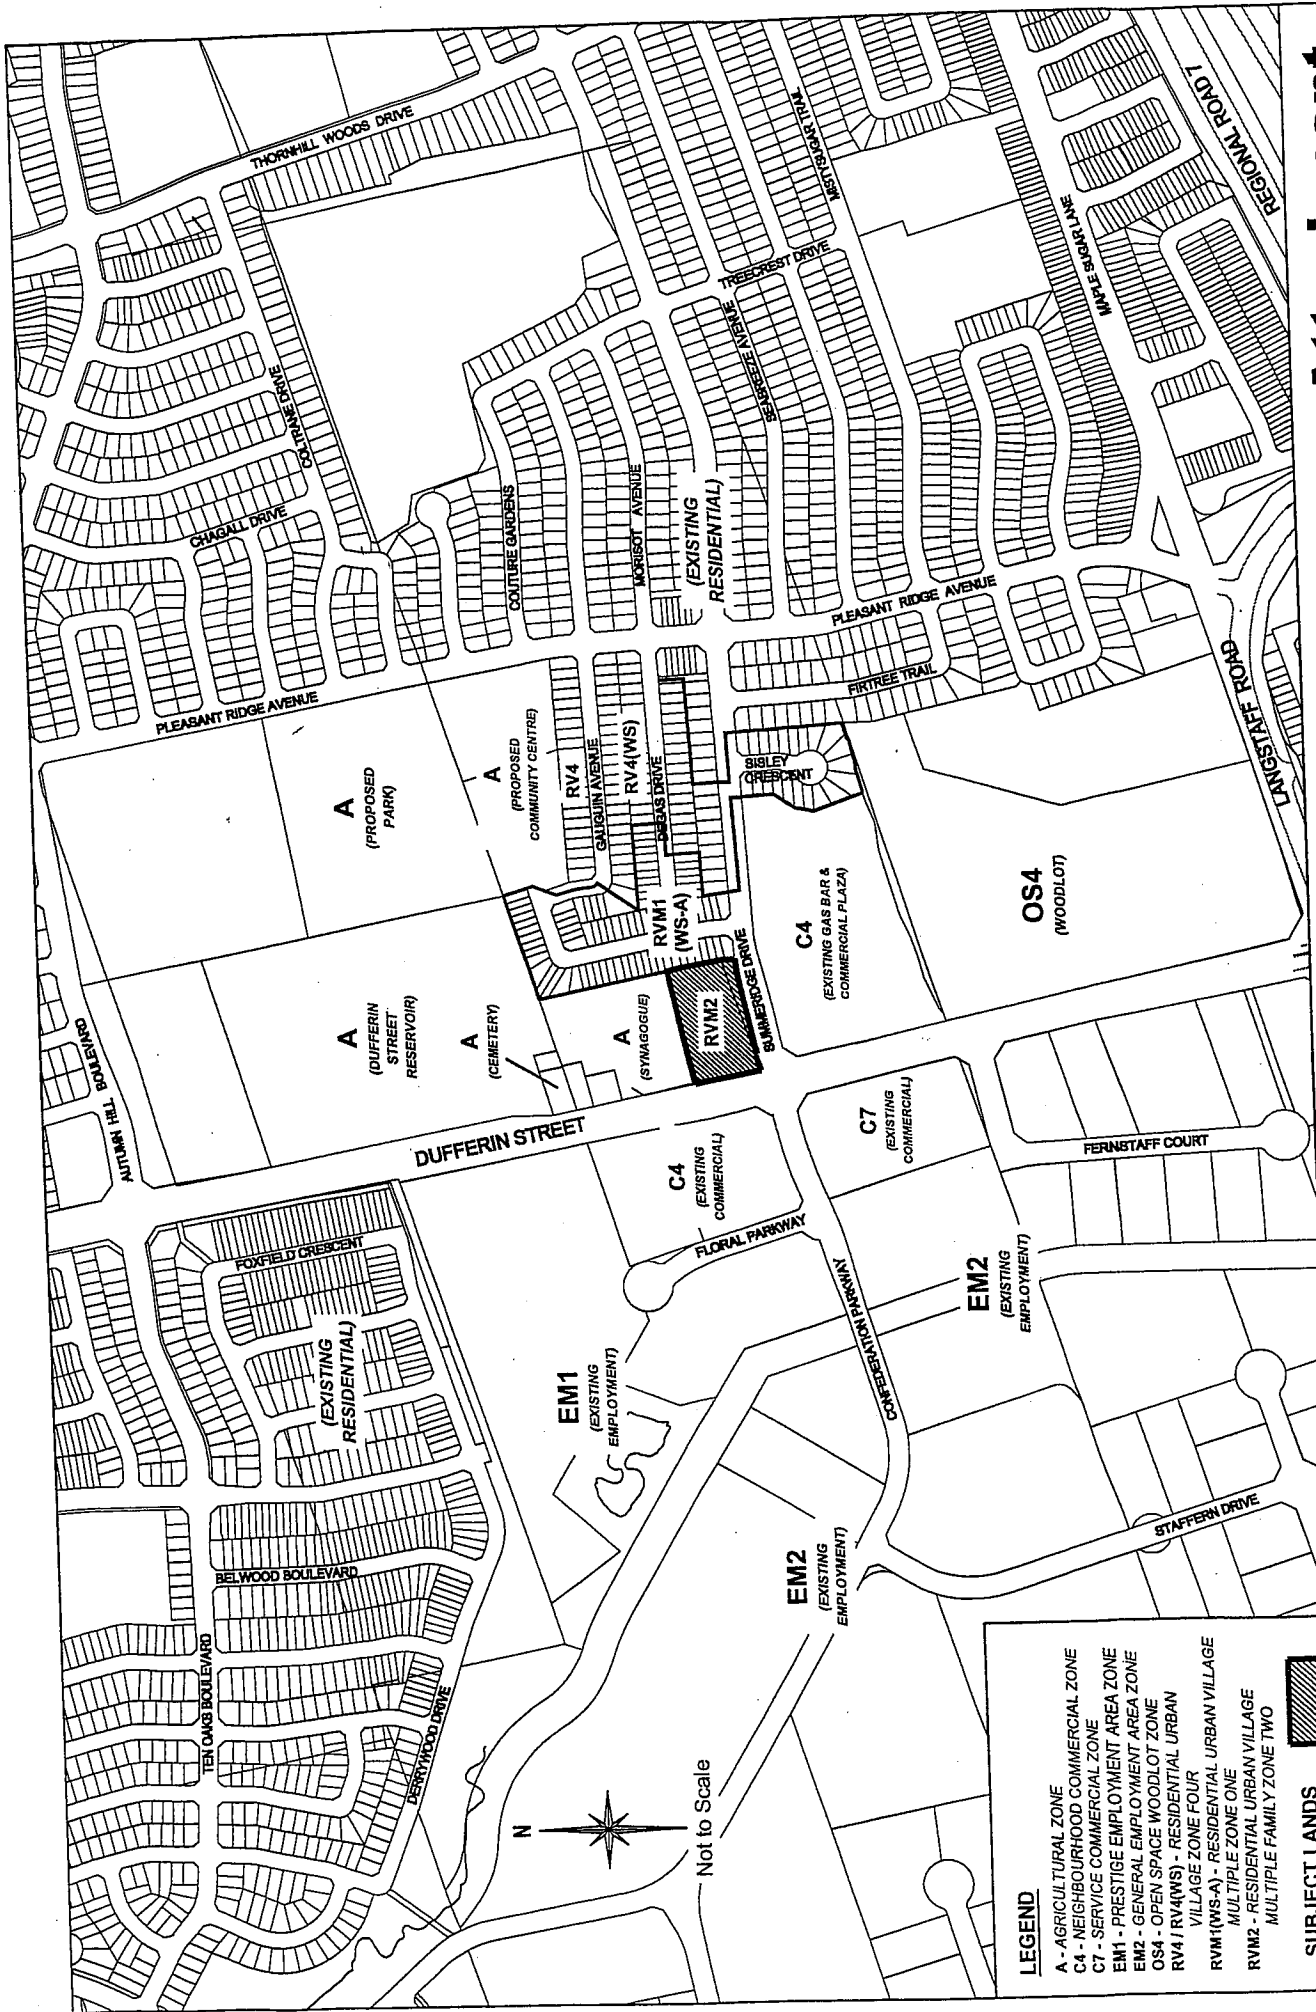 THORNHILL WOODS DRIVE
COLTRANE DRIVE
CHAGALL DRIVE
PLEASANT RIDGE AVENUE
COUTURE GARDENS
MORISOT AVENUE
(EXISTING
RESIDENTIAL)
TREECREST DRIVE
SEABREEZE AVENUE
MISTYSUGAR TRAIL
MAPLE SUGAR LANE
REGIONAL ROAD 7
PLEASANT RIDGE AVENUE
FIRTREE TRAIL
LANGSTAFF ROAD
A
(PROPOSED
PARK)
A
(PROPOSED
COMMUNITY CENTRE)
RV4
GAUGUIN AVENUE
RV4(WS)
DEGAS DRIVE
SISLEY
CRESCENT
RVM1
(WS-A)
AUTUMN HILL BOULEVARD
A
(DUFFERIN
STREET
RESERVOIR)
A
(CEMETERY)
A
(SYNAGOGUE)
RVM2
SUMMERIDGE DRIVE
C4
(EXISTING GAS BAR &
COMMERCIAL PLAZA)
OS4
(WOODLOT)
DUFFERIN STREET
C4
(EXISTING
COMMERCIAL)
C7
(EXISTING
COMMERCIAL)
FERNSTAFF COURT
FLORAL PARKWAY
CONFEDERATION PARKWAY
FOXFIELD CRESCENT
(EXISTING
RESIDENTIAL)
EM1
(EXISTING
EMPLOYMENT)
EM2
(EXISTING
EMPLOYMENT)
EM2
(EXISTING
EMPLOYMENT)
STAFFERN DRIVE
BELWOOD BOULEVARD
TEN OAKS BOULEVARD
DERRYWOOD DRIVE
N
Not to Scale
LEGEND
A - AGRICULTURAL ZONE
C4 - NEIGHBOURHOOD COMMERCIAL ZONE
C7 - SERVICE COMMERCIAL ZONE
EM1 - PRESTIGE EMPLOYMENT AREA ZONE
EM2 - GENERAL EMPLOYMENT AREA ZONE
OS4 - OPEN SPACE WOODLOT ZONE
RV4 / RV4(WS) - RESIDENTIAL URBAN
VILLAGE ZONE FOUR
RVM1(WS-A) - RESIDENTIAL URBAN VILLAGE
MULTIPLE ZONE ONE
RVM2 - RESIDENTIAL URBAN VILLAGE
MULTIPLE FAMILY ZONE TWO
SUBJECT LANDS